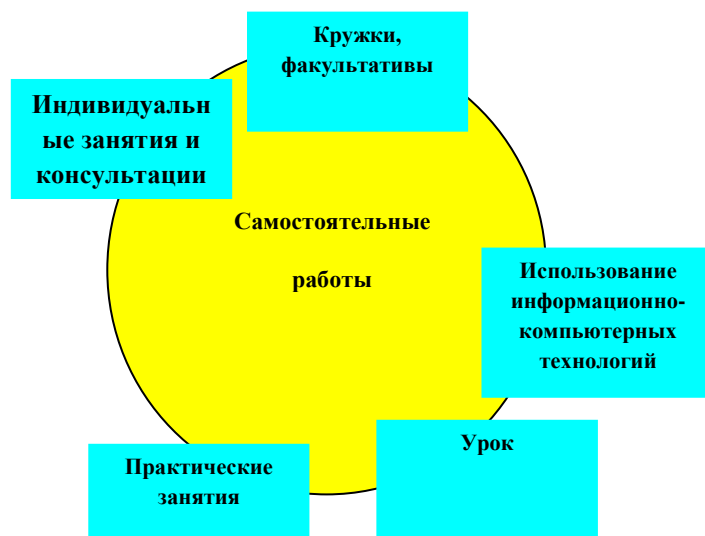 Кружки,
факультативы
Индивидуальн
ые занятия и
консультации
Самостоятельные
работы
Использование
информационно-
компьютерных
технологий
Урок
Практические
занятия